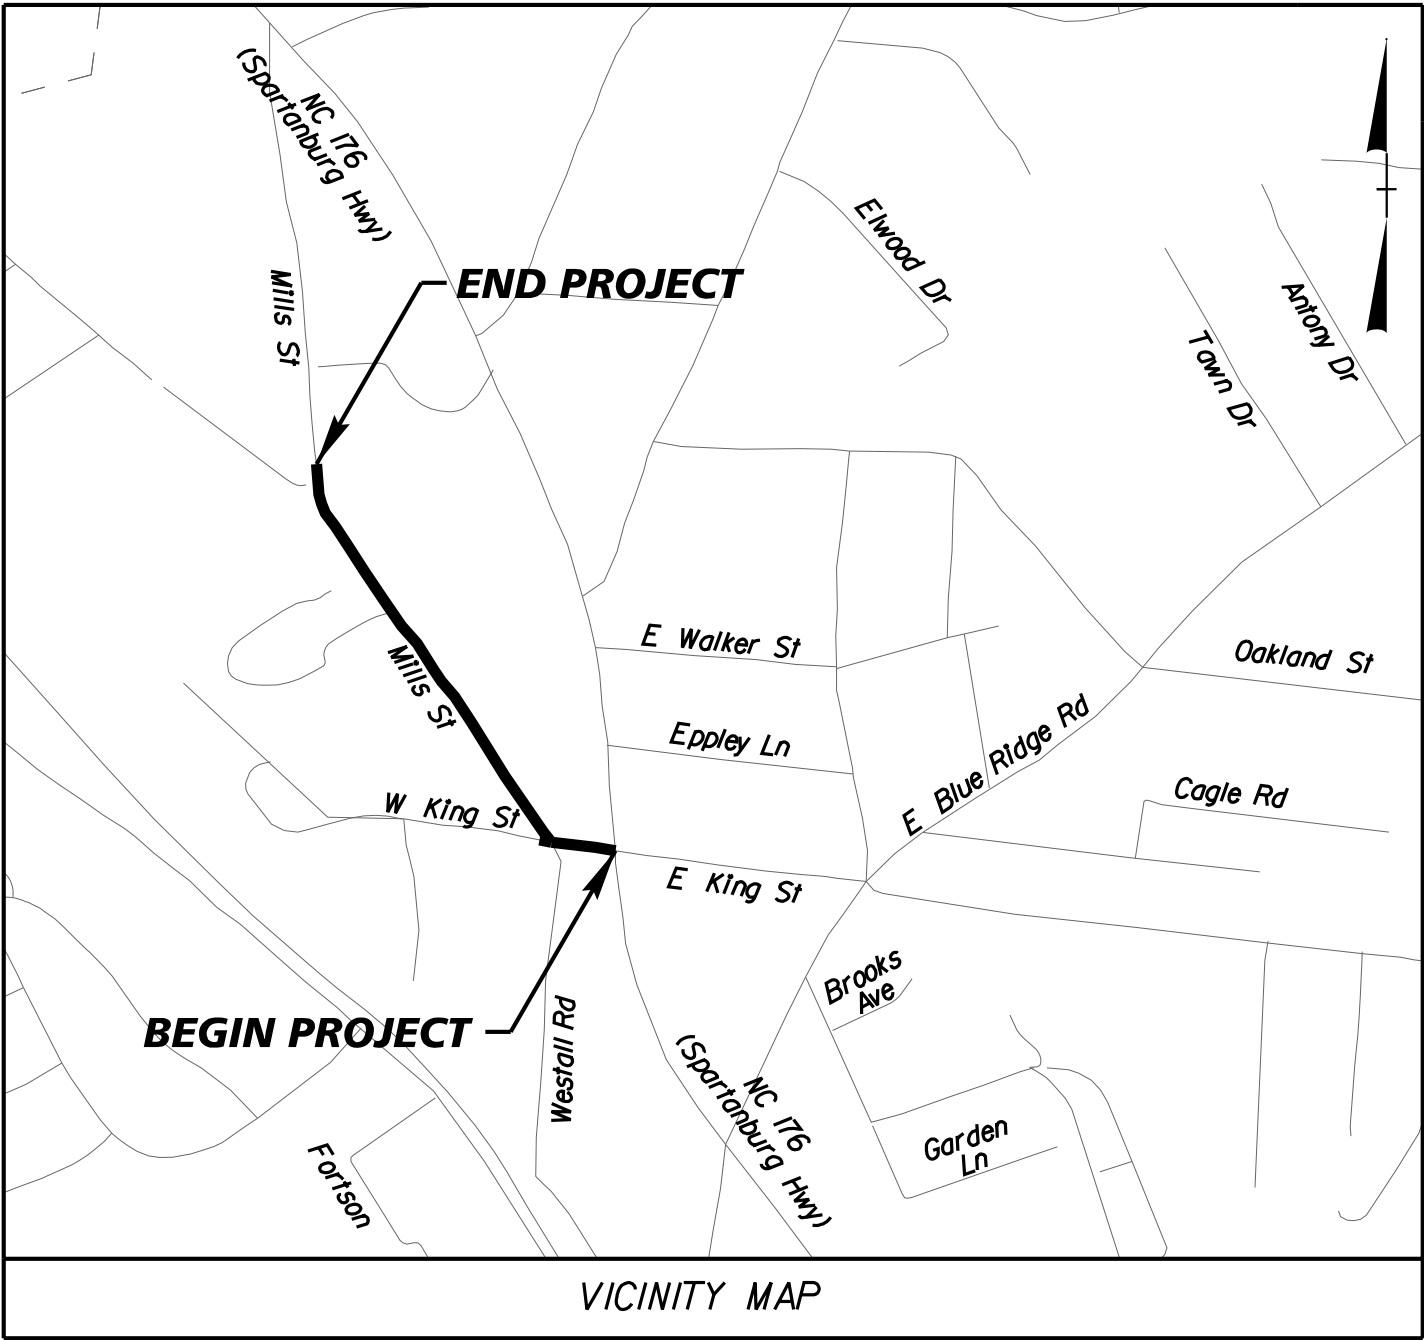 NC 176
(Spartanburg Hwy)
Elwood Dr
Mills St
END PROJECT
Antony Dr
Tawn Dr
E Walker St
Oakland St
Mills St
Eppley Ln
E Blue Ridge Rd
Cagle Rd
W King St
E King St
Brooks
Ave
BEGIN PROJECT
Westall Rd
NC 176
(Spartanburg Hwy)
Garden
Ln
Fortson
VICINITY MAP